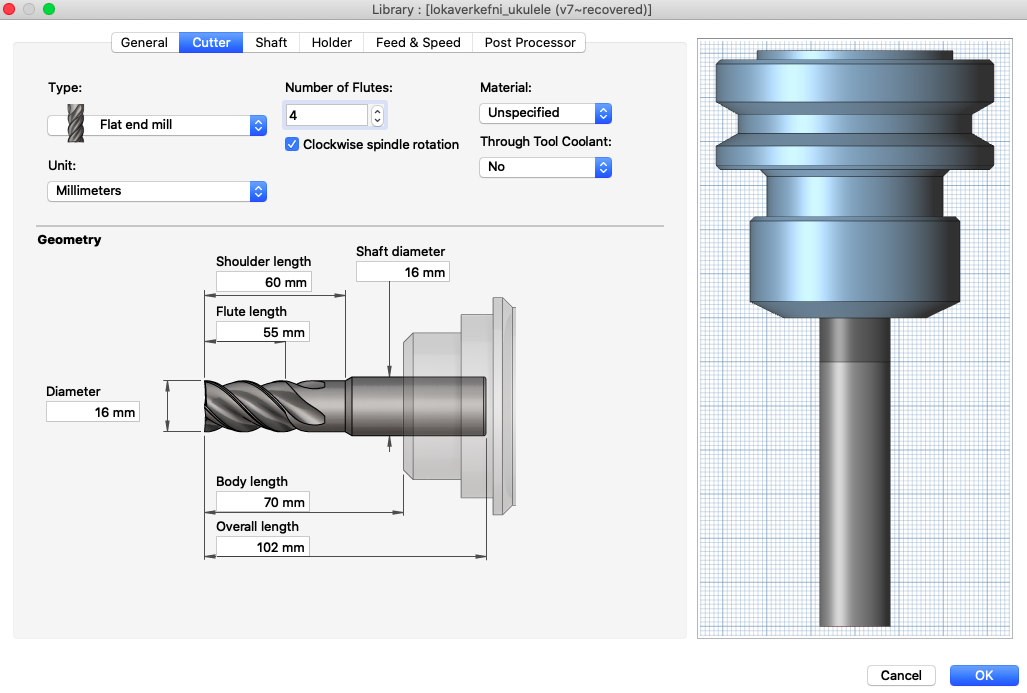 Library : [lokaverkefni_ukulele (v7~recovered)]
General Cutter Shaft Holder Feed & Speed Post Processor
Type:
Flat end mill
Unit:
Millimeters
Number of Flutes:
4
Clockwise spindle rotation
Material:
Unspecified
Through Tool Coolant:
No
Geometry
Shaft diameter
16 mm
Shoulder length
60 mm
Flute length
55 mm
Diameter
16 mm
Body length
70 mm
Overall length
102 mm
Cancel OK